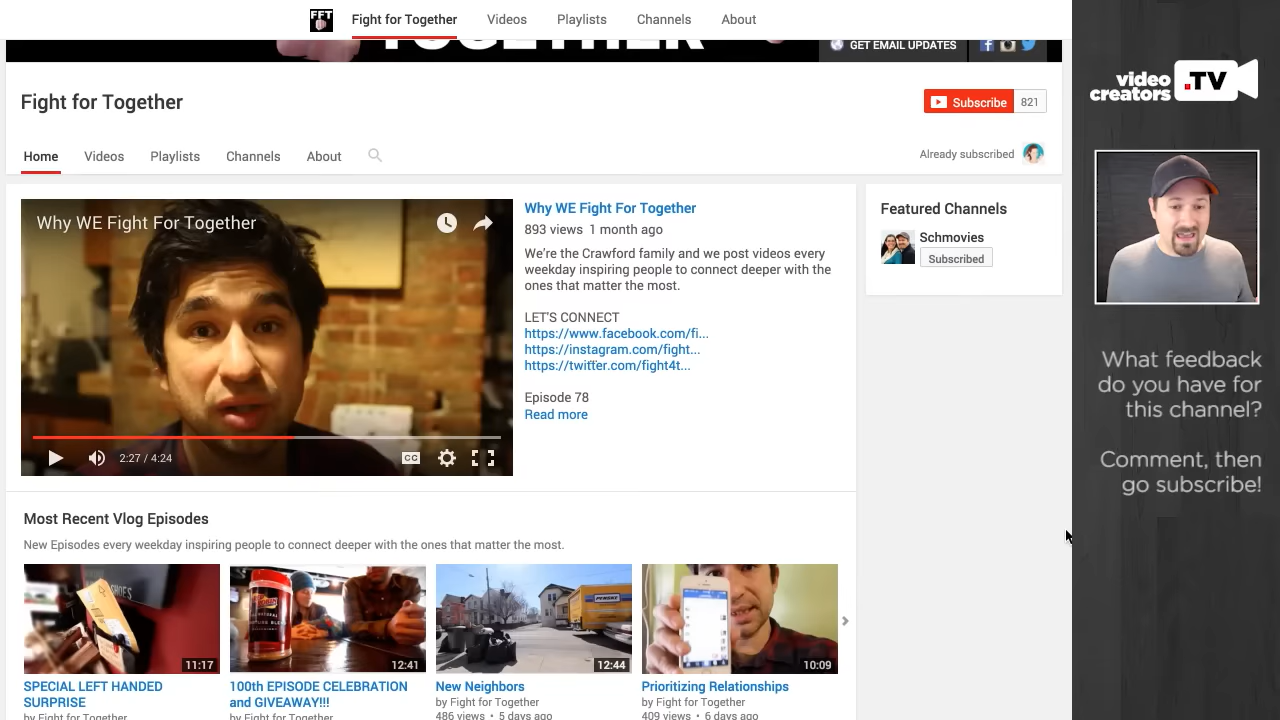 FFT
Fight for Together
Videos
Playlists
Channels
About
TOGETHER
GET EMAIL UPDATES
Fight for Together
Subscribe
821
Home
Videos
Playlists
Channels
About
Already subscribed
Why WE Fight For Together
2:27 / 4:24
CC
Why WE Fight For Together
893 views 1 month ago
We're the Crawford family and we post videos every
weekday inspiring people to connect deeper with the
ones that matter the most.
LET'S CONNECT
https://www.facebook.com/fi...
https://instagram.com/fight...
https://twitter.com/fight4t...
Episode 78
Read more
Featured Channels
Schmovies
Subscribed
Most Recent Vlog Episodes
New Episodes every weekday inspiring people to connect deeper with the ones that matter the most.
SHOES
11:17
12:41
PENSKE
12:44
10:09
SPECIAL LEFT HANDED
SURPRISE
by Fight for Together
100th EPISODE CELEBRATION
and GIVEAWAY!!!
by Fight for Together
New Neighbors
by Fight for Together
486 views • 5 days ago
Prioritizing Relationships
by Fight for Together
409 views • 6 days ago
video
creators
.TV
What feedback
do you have for
this channel?
Comment, then
go subscribe!